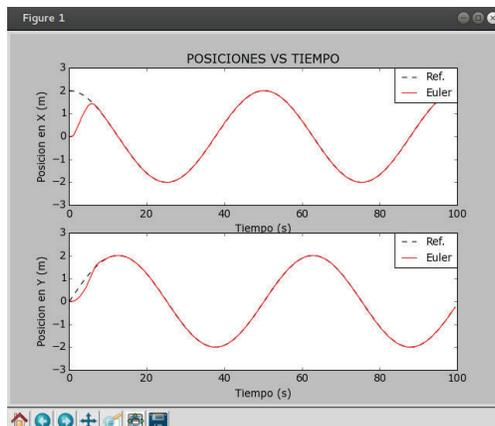 Figure 1
POSICIONES VS TIEMPO
Ref.
Euler
Posicion en X (m)
3
2
1
0
−1
−2
−3
0 20 40 60 80 100
Tiempo (s)
Ref.
Euler
Posicion en Y (m)
3
2
1
0
−1
−2
−3
0 20 40 60 80 100
Tiempo (s)